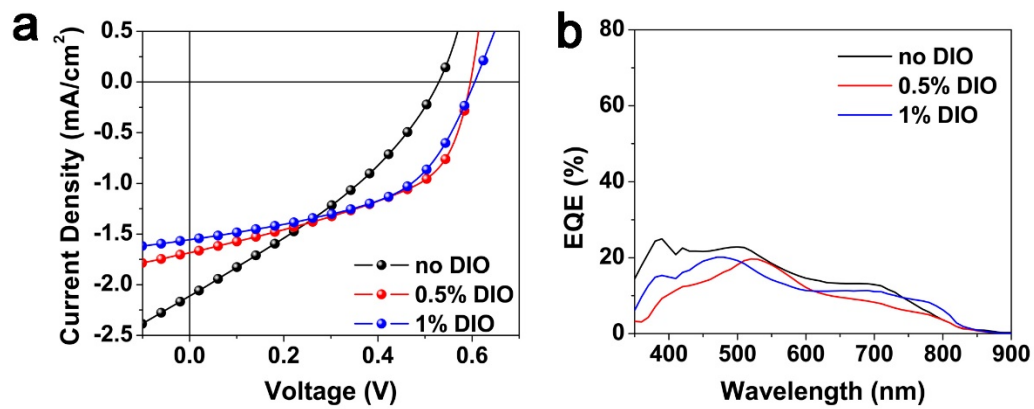 a
0.5
0.0
-0.5
-1.0
-1.5
-2.0
-2.5
Current Density (mA/cm²)
no DIO
0.5% DIO
1% DIO
0.0 0.2 0.4 0.6
Voltage (V)
b
80
60
40
20
0
EQE (%)
no DIO
0.5% DIO
1% DIO
400 500 600 700 800 900
Wavelength (nm)